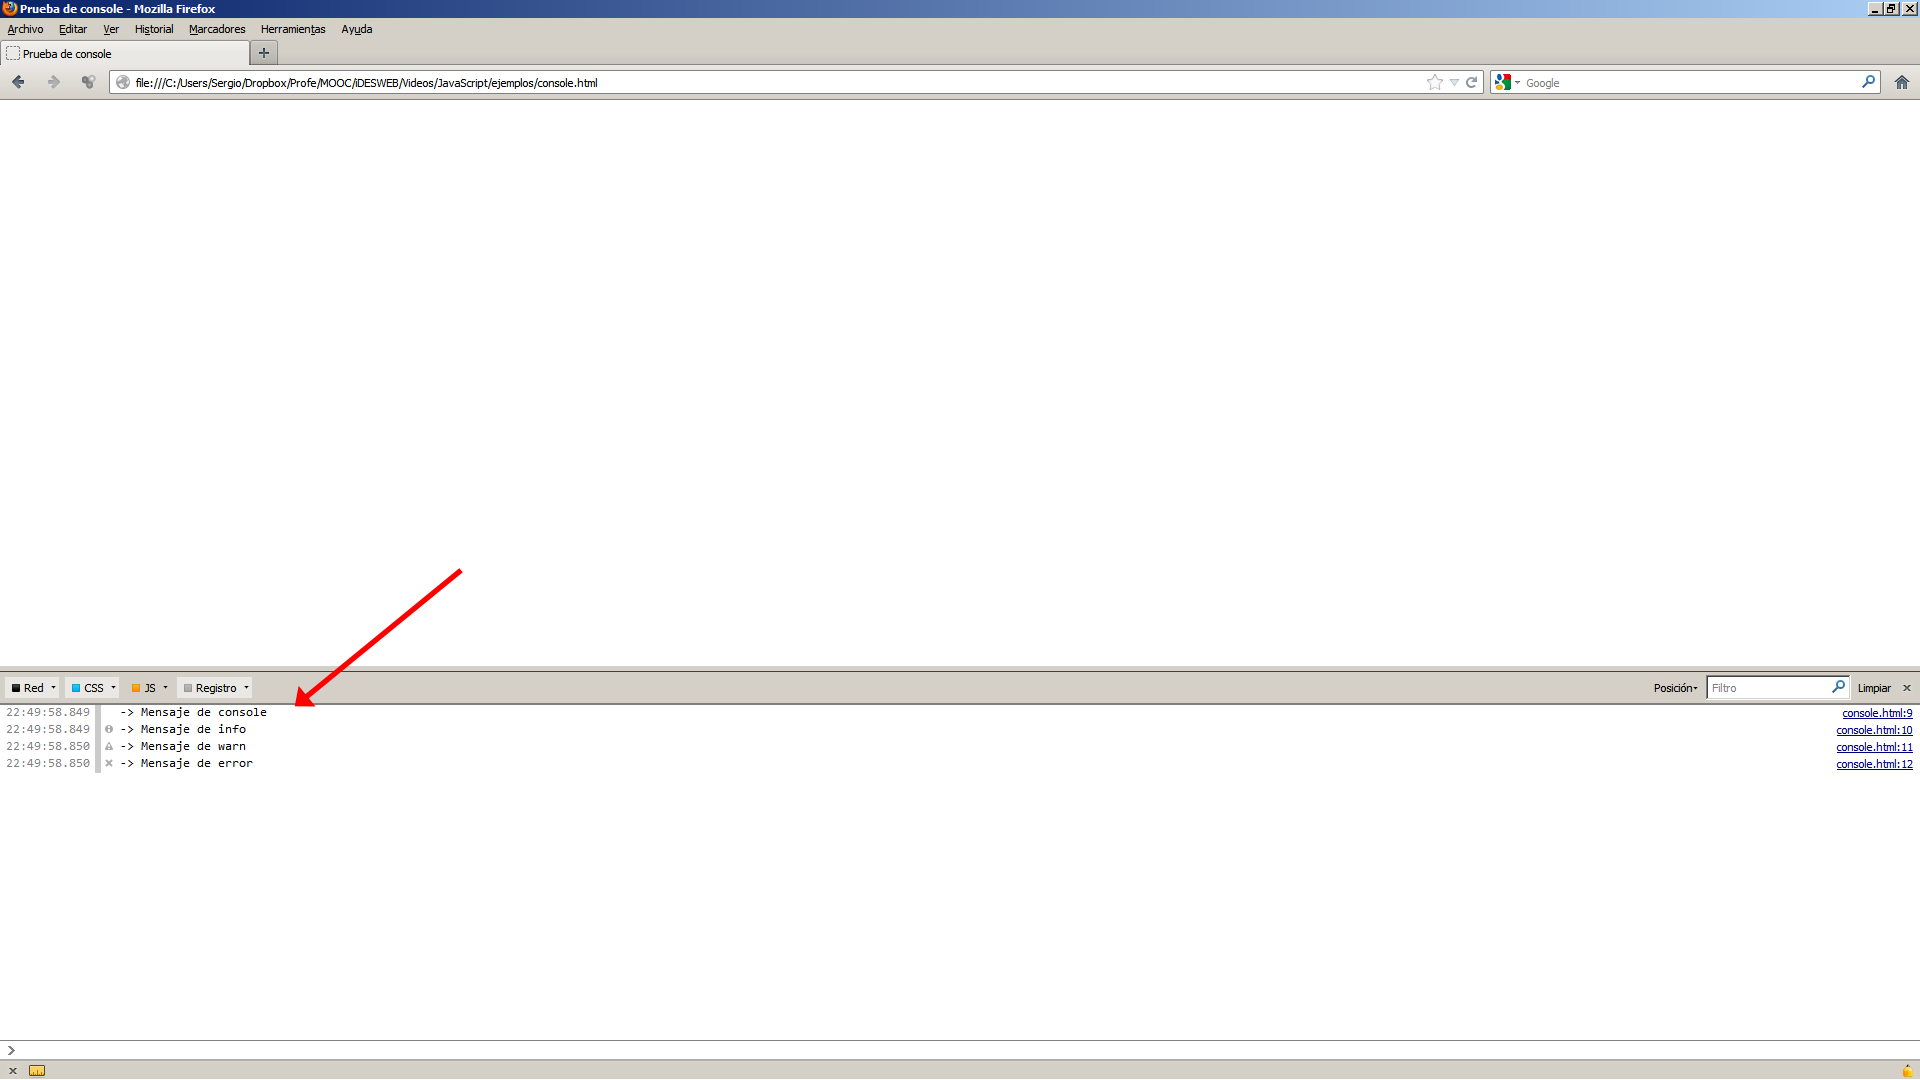 Prueba de console - Mozilla Firefox
Archivo Editar Ver Historial Marcadores Herramientas Ayuda
Prueba de console
file:///C:/Users/Sergio/Dropbox/Profe/MOOC/iDESWEB/Videos/JavaScript/ejemplos/console.html Google
Red CSS JS Registro Posición Filtro Limpiar
22:49:58.849 -> Mensaje de console console.html:9
22:49:58.849 -> Mensaje de info console.html:10
22:49:58.850 -> Mensaje de warn console.html:11
22:49:58.850 -> Mensaje de error console.html:12